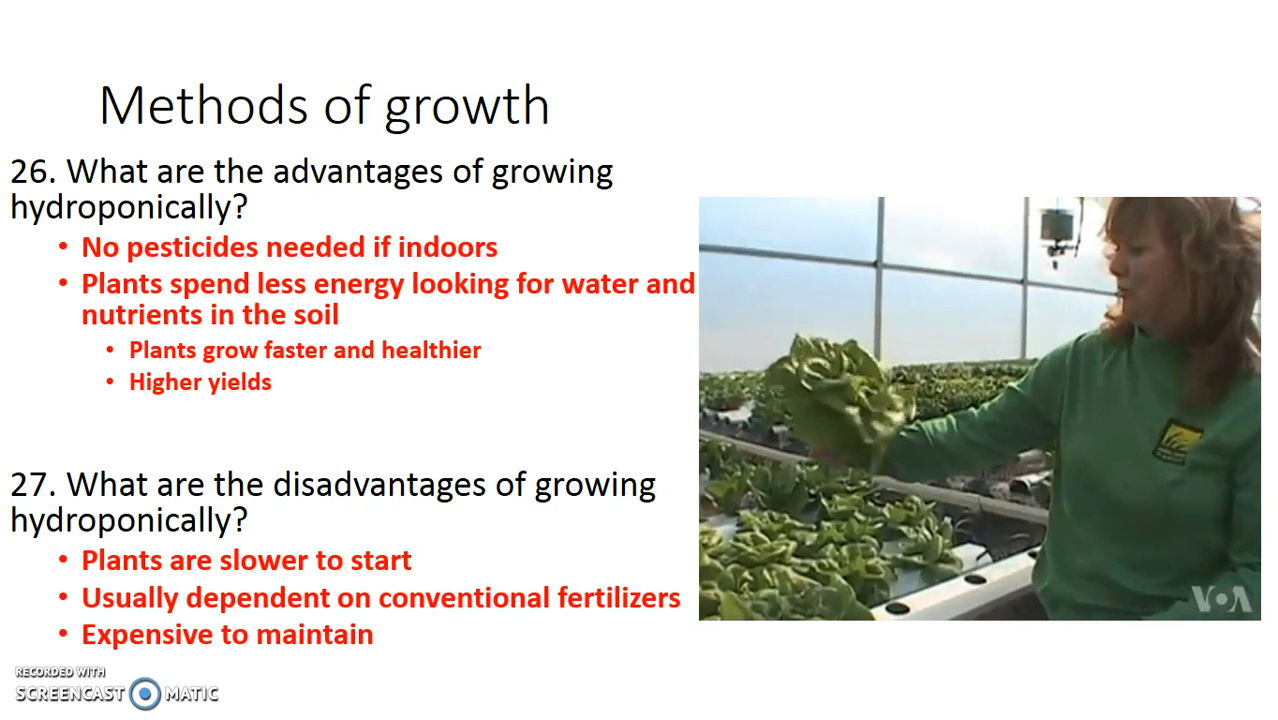 Methods of growth
26. What are the advantages of growing
hydroponically?
• No pesticides needed if indoors
• Plants spend less energy looking for water and
nutrients in the soil
• Plants grow faster and healthier
• Higher yields
27. What are the disadvantages of growing
hydroponically?
• Plants are slower to start
• Usually dependent on conventional fertilizers
• Expensive to maintain
VOA
RECORDED WITH
SCREENCAST MATIC